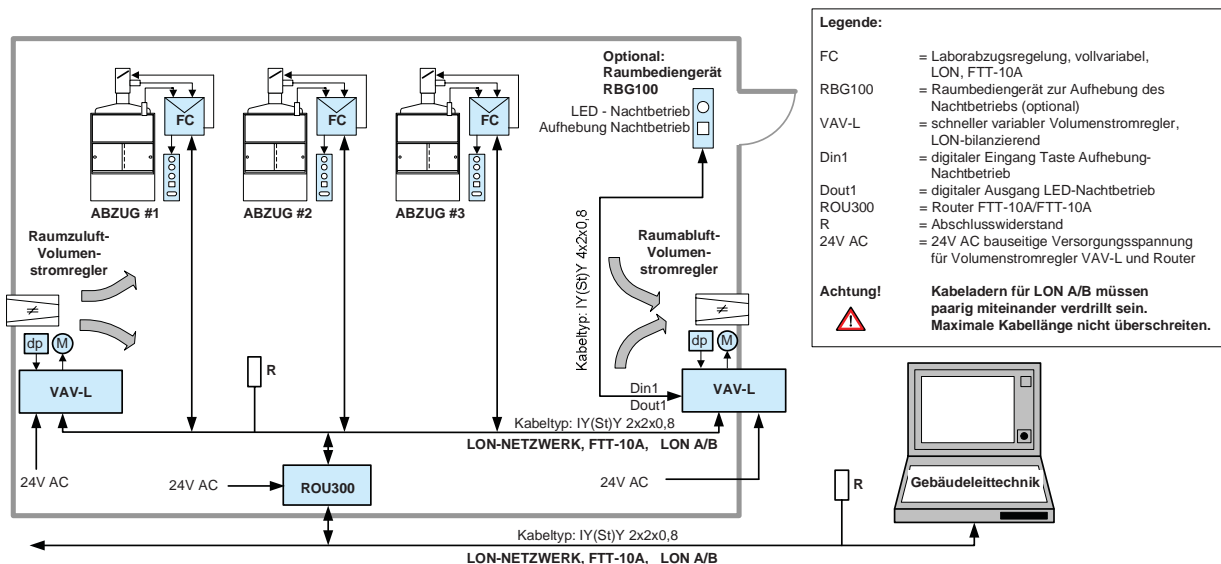 Optional:
Raumbediengerät
RBG100
LED - Nachtbetrieb
Aufhebung Nachtbetrieb
FC
FC
FC
ABZUG #1
ABZUG #2
ABZUG #3
Raumzuluft-
Volumen-
stromregler
Raumabluft-
Volumen-
stromregler
Kabeltyp: IY(St)Y 4x2x0,8
≠
≠
dp
M
dp
M
VAV-L
R
Din1
Dout1
VAV-L
Kabeltyp: IY(St)Y 2x2x0,8
LON-NETZWERK, FTT-10A, LON A/B
24V AC
24V AC
ROU300
24V AC
R
Gebäudeleittechnik
Kabeltyp: IY(St)Y 2x2x0,8
LON-NETZWERK, FTT-10A, LON A/B
Legende:
FC = Laborabzugsregelung, vollvariabel,
LON, FTT-10A
RBG100 = Raumbediengerät zur Aufhebung des
Nachtbetriebs (optional)
VAV-L = schneller variabler Volumenstromregler,
LON-bilanzierend
Din1 = digitaler Eingang Taste Aufhebung-
Nachtbetrieb
Dout1 = digitaler Ausgang LED-Nachtbetrieb
ROU300 = Router FTT-10A/FTT-10A
R = Abschlusswiderstand
24V AC = 24V AC bauseitige Versorgungsspannung
für Volumenstromregler VAV-L und Router
Achtung! Kabeladern für LON A/B müssen
paarig miteinander verdrillt sein.
Maximale Kabellänge nicht überschreiten.